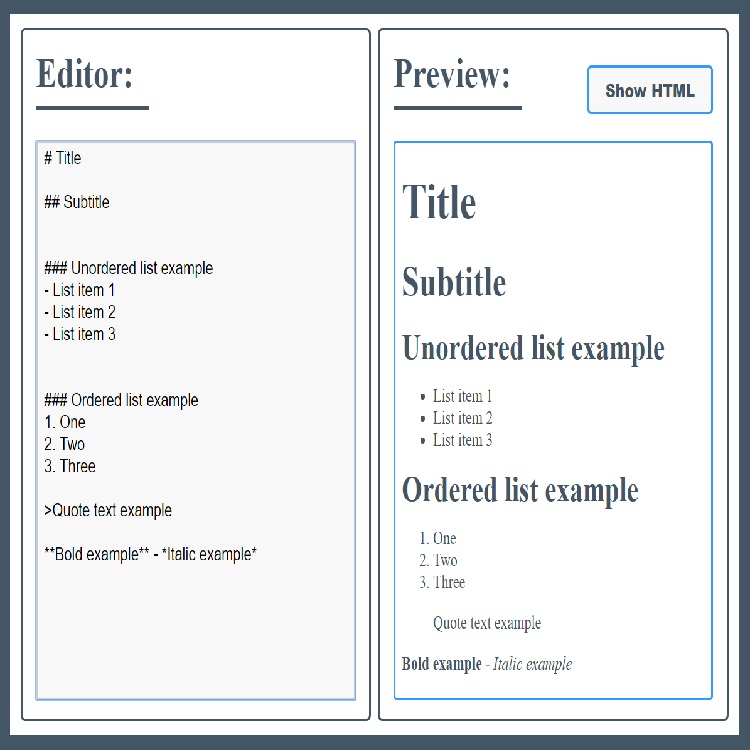 Editor:
# Title
## Subtitle
### Unordered list example
- List item 1
- List item 2
- List item 3
### Ordered list example
1. One
2. Two
3. Three
>Quote text example
**Bold example** - *Italic example*
Preview:
Show HTML
Title
Subtitle
Unordered list example
• List item 1
• List item 2
• List item 3
Ordered list example
1. One
2. Two
3. Three
Quote text example
Bold example - Italic example